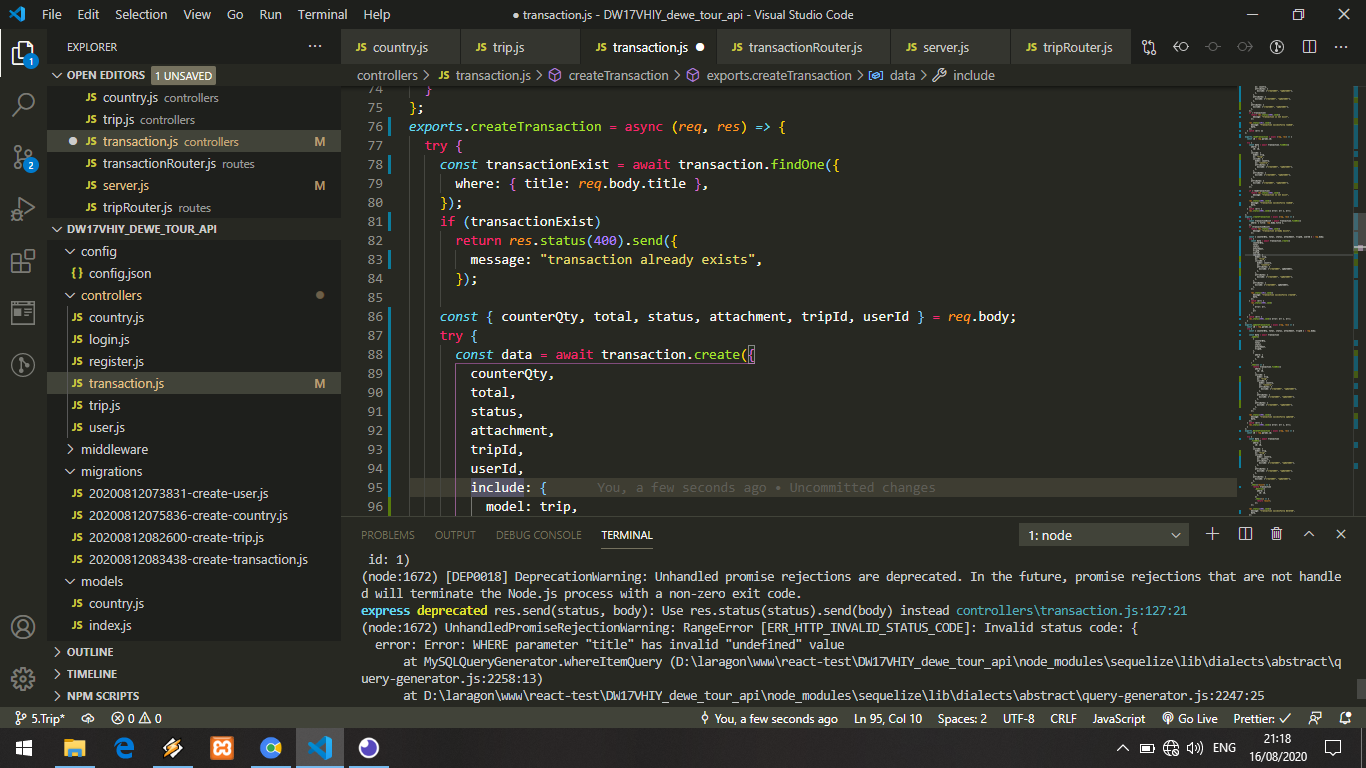 File Edit Selection View Go Run Terminal Help
● transaction.js - DW17VHIY_dewe_tour_api - Visual Studio Code
EXPLORER
OPEN EDITORS 1 UNSAVED
JS country.js controllers
JS trip.js controllers
JS transaction.js controllers M
JS transactionRouter.js routes
JS server.js M
JS tripRouter.js routes
DW17VHIY_DEWE_TOUR_API
config
{} config.json
controllers
JS country.js
JS login.js
JS register.js
JS transaction.js M
JS trip.js
JS user.js
middleware
migrations
JS 20200812073831-create-user.js
JS 20200812075836-create-country.js
JS 20200812082600-create-trip.js
JS 20200812083438-create-transaction.js
models
JS country.js
JS index.js
OUTLINE
TIMELINE
NPM SCRIPTS
1
2
JS country.js JS trip.js JS transaction.js JS transactionRouter.js JS server.js JS tripRouter.js
controllers > JS transaction.js > createTransaction > exports.createTransaction > data > include
74 }
75 };
76 exports.createTransaction = async (req, res) => {
77 try {
78 const transactionExist = await transaction.findOne({
79 where: { title: req.body.title },
80 });
81 if (transactionExist)
82 return res.status(400).send({
83 message: "transaction already exists",
84 });
85
86 const { counterQty, total, status, attachment, tripId, userId } = req.body;
87 try {
88 const data = await transaction.create({
89 counterQty,
90 total,
91 status,
92 attachment,
93 tripId,
94 userId,
95 include: { You, a few seconds ago • Uncommitted changes
96 model: trip,
PROBLEMS OUTPUT DEBUG CONSOLE TERMINAL 1: node
id: 1)
(node:1672) [DEP0018] DeprecationWarning: Unhandled promise rejections are deprecated. In the future, promise rejections that are not handle
d will terminate the Node.js process with a non-zero exit code.
express deprecated res.send(status, body): Use res.status(status).send(body) instead controllers\transaction.js:127:21
(node:1672) UnhandledPromiseRejectionWarning: RangeError [ERR_HTTP_INVALID_STATUS_CODE]: Invalid status code: {
error: Error: WHERE parameter "title" has invalid "undefined" value
at MySQLQueryGenerator.whereItemQuery (D:\laragon\www\react-test\DW17VHIY_dewe_tour_api\node_modules\sequelize\lib\dialects\abstract\q
uery-generator.js:2258:13)
at D:\laragon\www\react-test\DW17VHIY_dewe_tour_api\node_modules\sequelize\lib\dialects\abstract\query-generator.js:2247:25
5.Trip* 0 0 You, a few seconds ago Ln 95, Col 10 Spaces: 2 UTF-8 CRLF JavaScript Go Live Prettier: ✓
ENG
21:18
16/08/2020